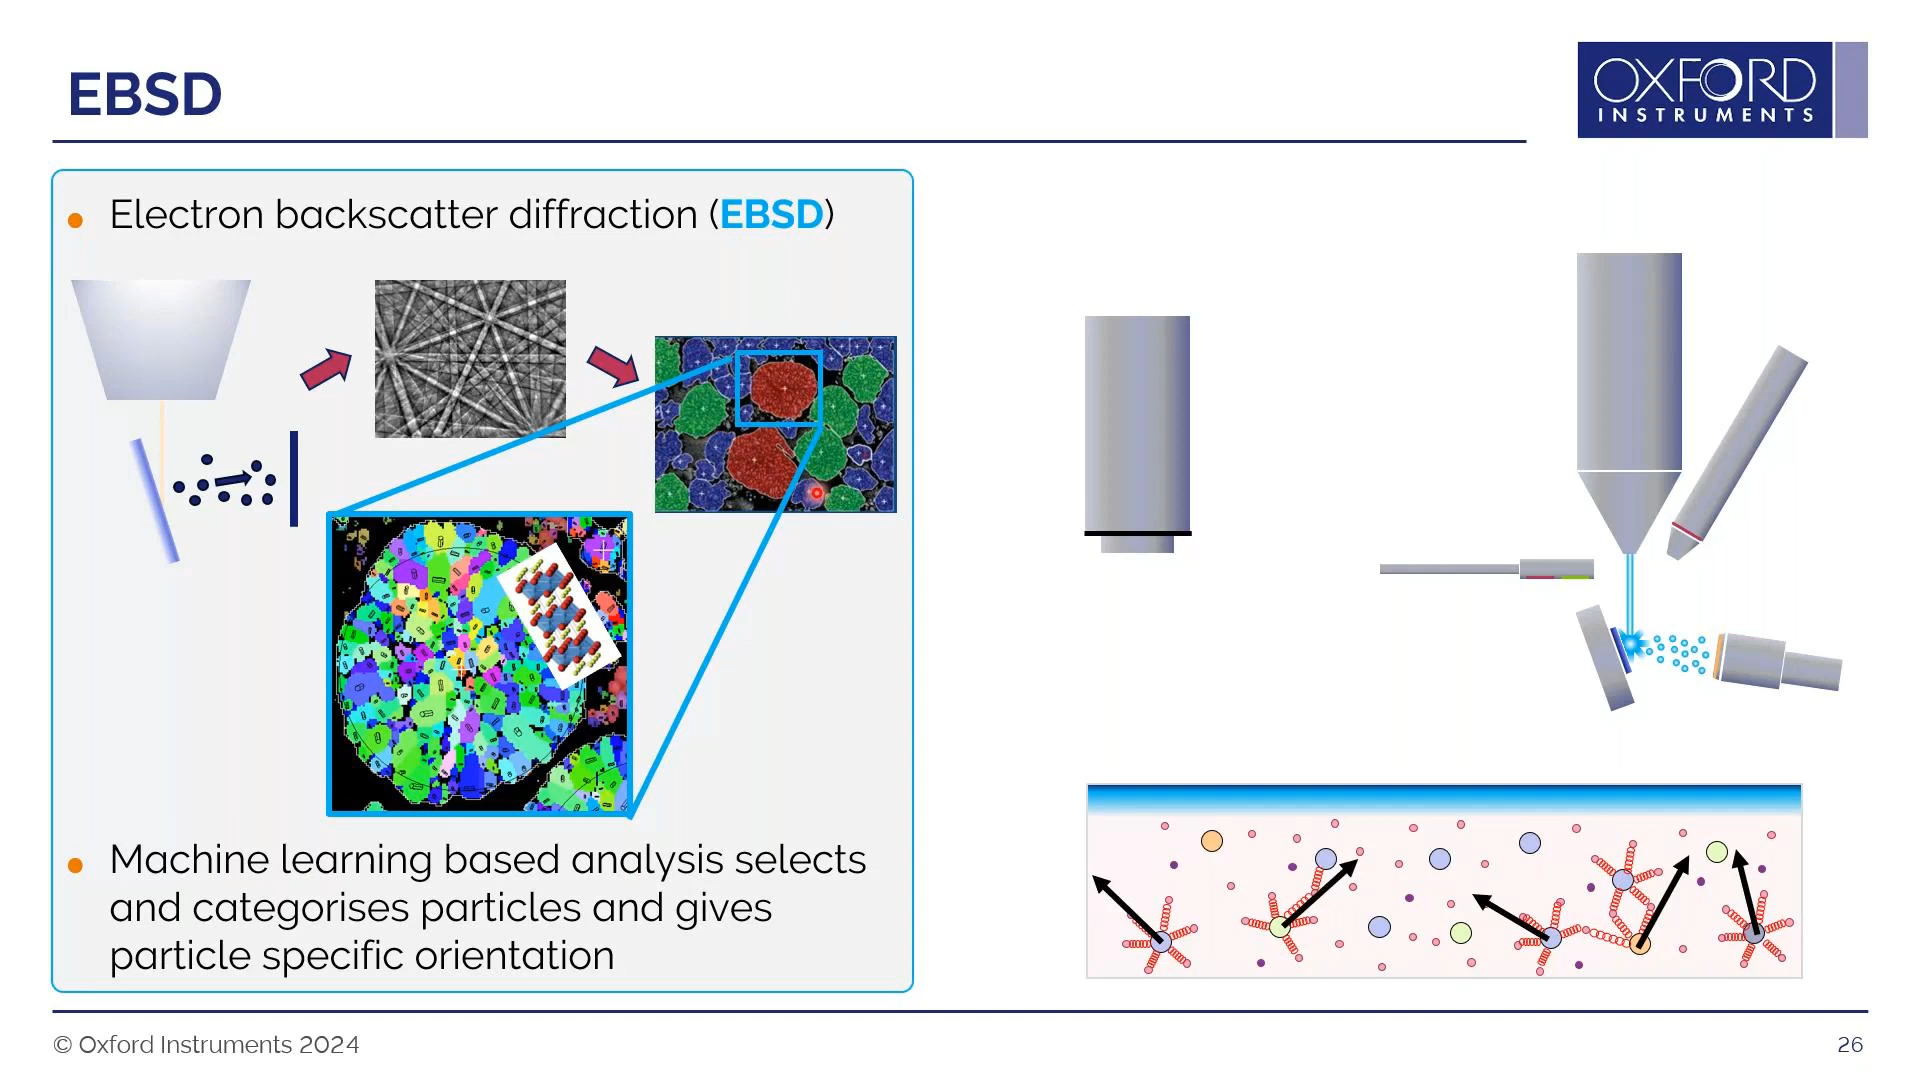 EBSD
OXFORD
INSTRUMENTS
• Electron backscatter diffraction (EBSD)
• Machine learning based analysis selects
and categorises particles and gives
particle specific orientation
© Oxford Instruments 2024
26